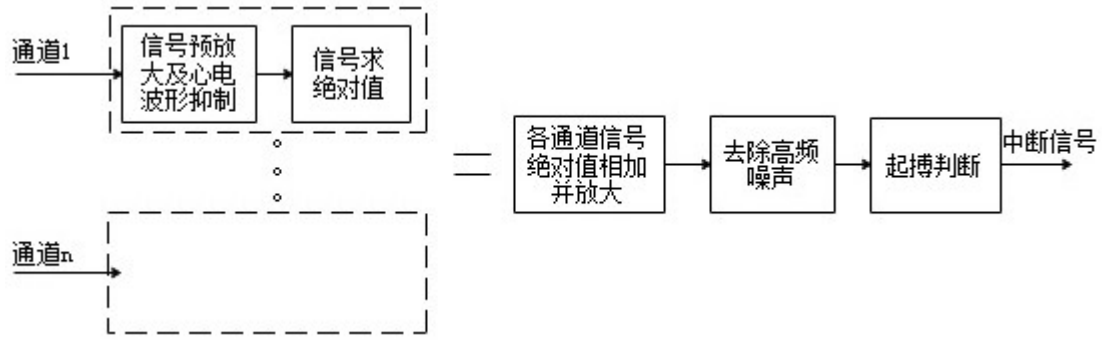 通道1
信号预放
大及心电
波形抑制
信号求
绝对值
各通道信号
绝对值相加
并放大
去除高频
噪声
起搏判断
中断信号
通道n